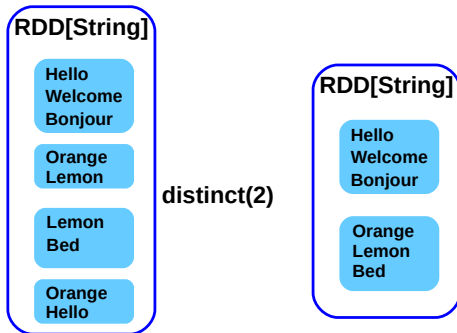 RDD[String]
Hello
Welcome
Bonjour
Orange
Lemon
Lemon
Bed
Orange
Hello
distinct(2)
RDD[String]
Hello
Welcome
Bonjour
Orange
Lemon
Bed